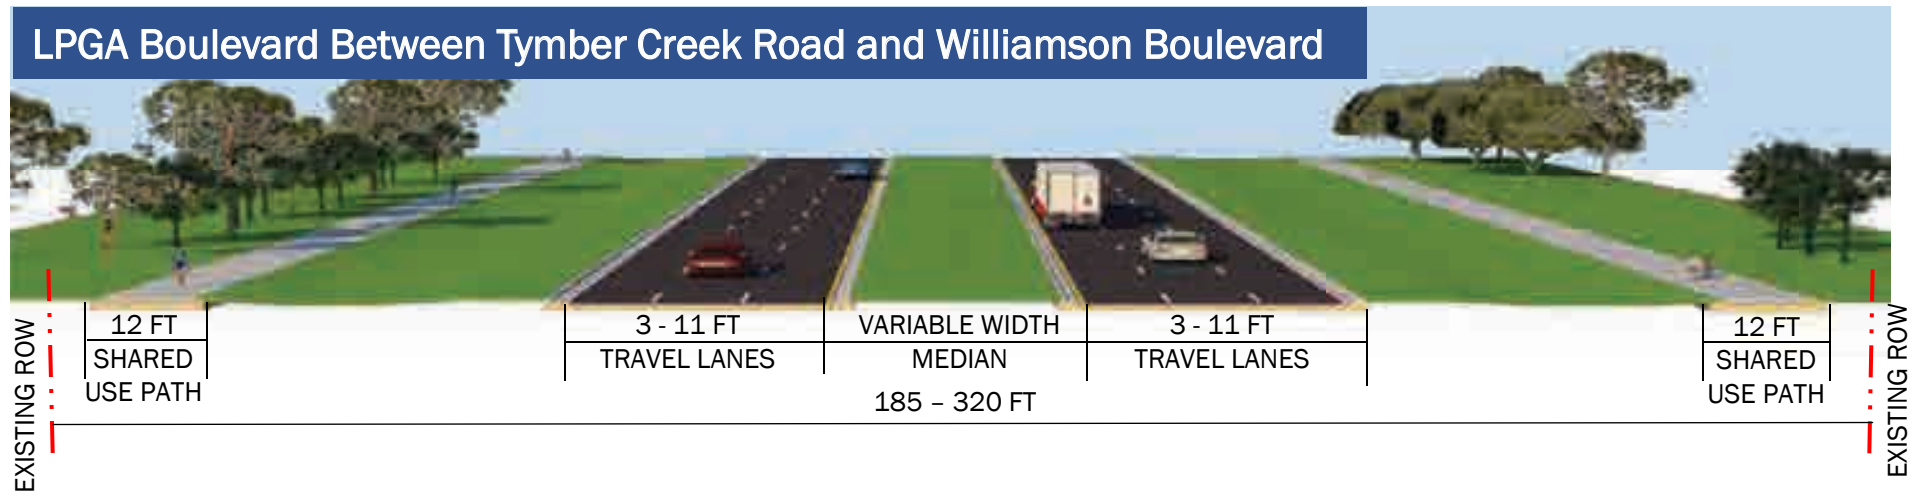 LPGA Boulevard Between Tymber Creek Road and Williamson Boulevard
EXISTING ROW
12 FT
SHARED
USE PATH
3 - 11 FT
TRAVEL LANES
VARIABLE WIDTH
MEDIAN
3 - 11 FT
TRAVEL LANES
12 FT
SHARED
USE PATH
EXISTING ROW
185 – 320 FT